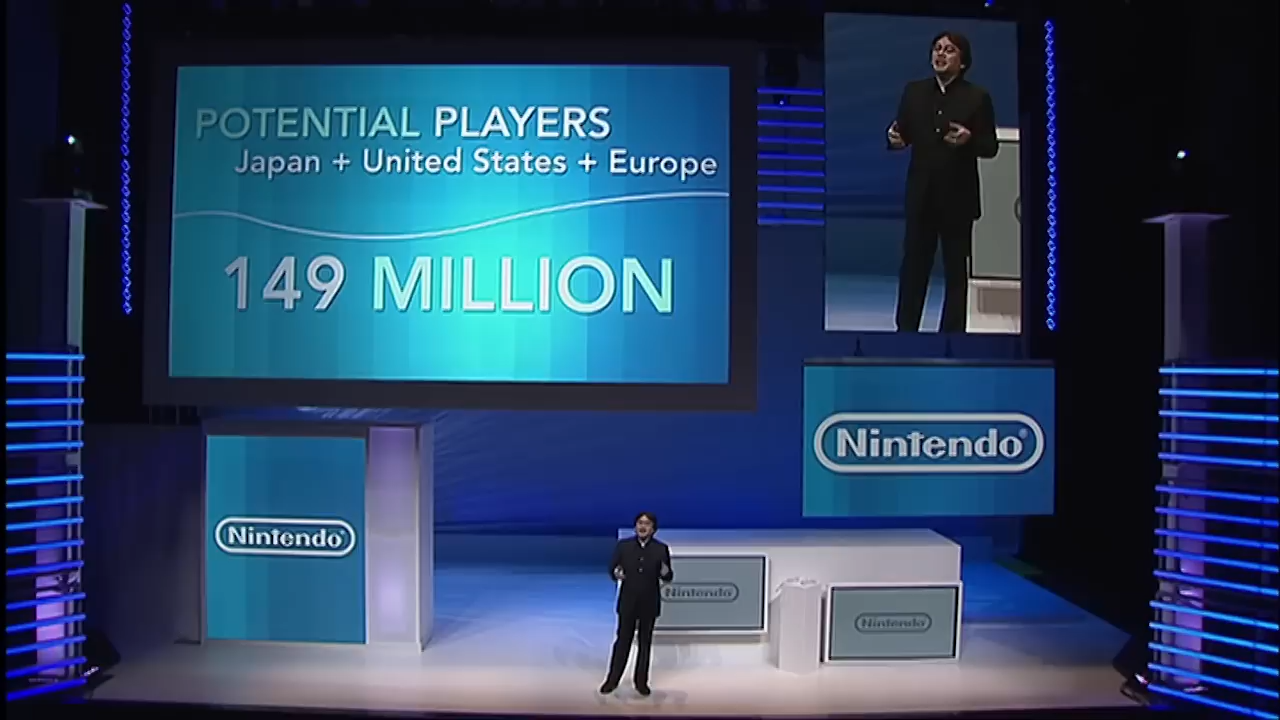 POTENTIAL PLAYERS
Japan + United States + Europe
149 MILLION
Nintendo®
Nintendo
Nintendo
Nintendo